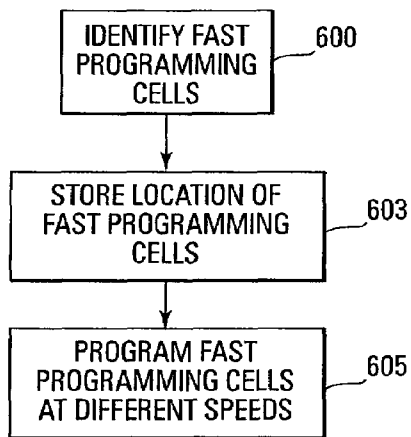 IDENTIFY FAST
PROGRAMMING
CELLS
600
STORE LOCATION OF
FAST PROGRAMMING
CELLS
603
PROGRAM FAST
PROGRAMMING CELLS
AT DIFFERENT SPEEDS
605